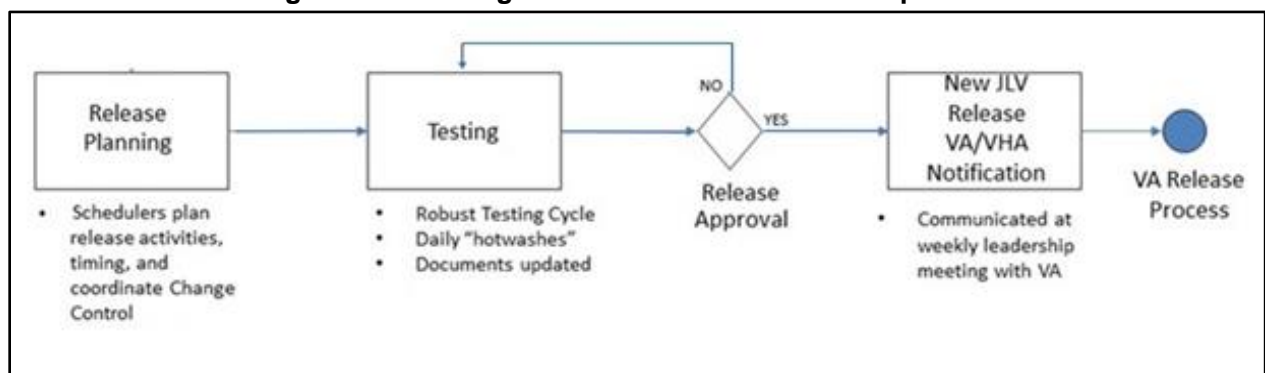 Release
Planning
Testing
NO
YES
Release
Approval
New JLV
Release
VA/VHA
Notification
VA Release
Process
• Schedulers plan
release activities,
timing, and
coordinate Change
Control
• Robust Testing Cycle
• Daily "hotwashes"
• Documents updated
• Communicated at
weekly leadership
meeting with VA